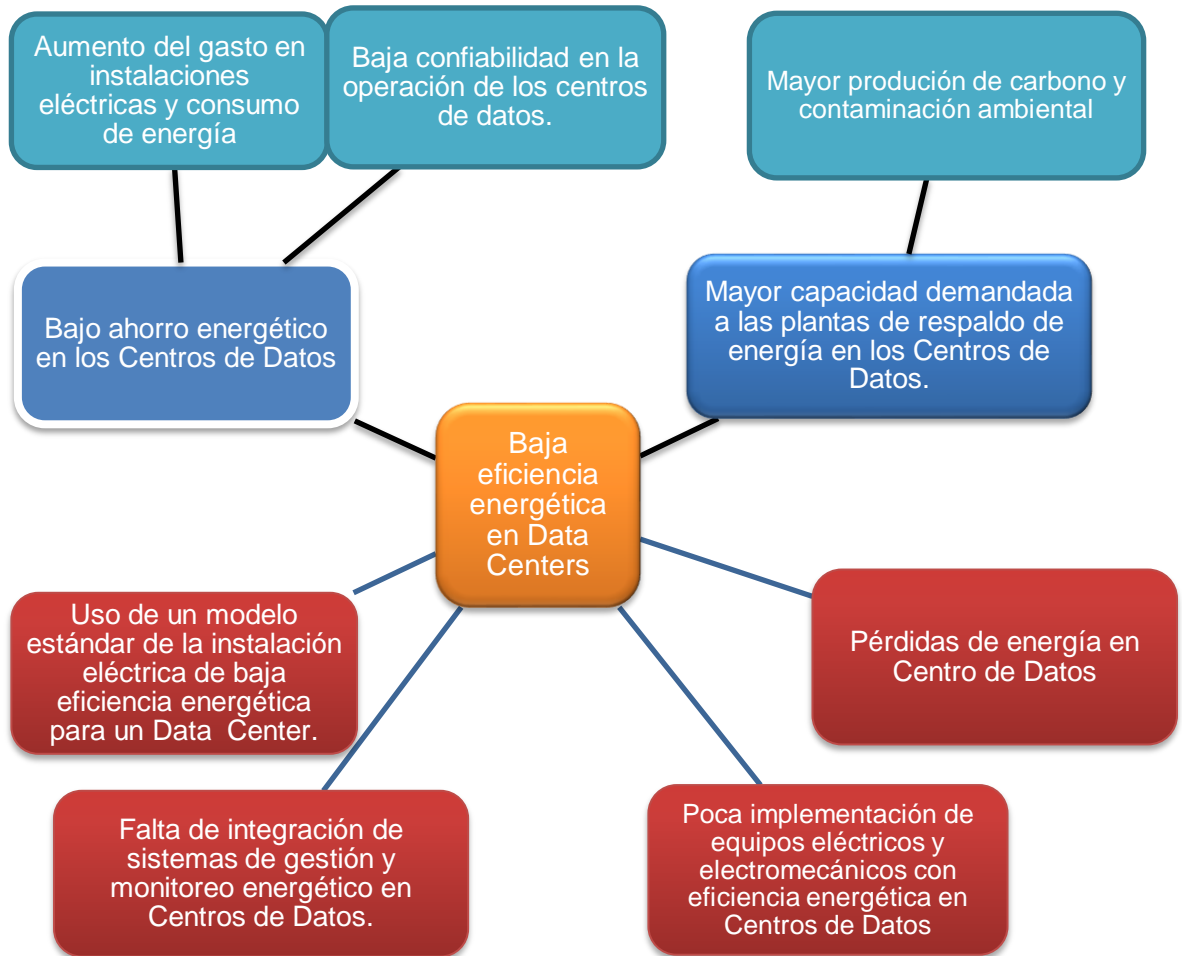 Aumento del gasto en
instalaciones
eléctricas y consumo
de energía
Baja confiabilidad en la
operación de los centros
de datos.
Mayor produción de carbono y
contaminación ambiental
Bajo ahorro energético
en los Centros de Datos
Mayor capacidad demandada
a las plantas de respaldo de
energía en los Centros de
Datos.
Baja
eficiencia
energética
en Data
Centers
Uso de un modelo
estándar de la instalación
eléctrica de baja
eficiencia energética
para un Data Center.
Pérdidas de energía en
Centro de Datos
Falta de integración de
sistemas de gestión y
monitoreo energético en
Centros de Datos.
Poca implementación de
equipos eléctricos y
electromecánicos con
eficiencia energética en
Centros de Datos